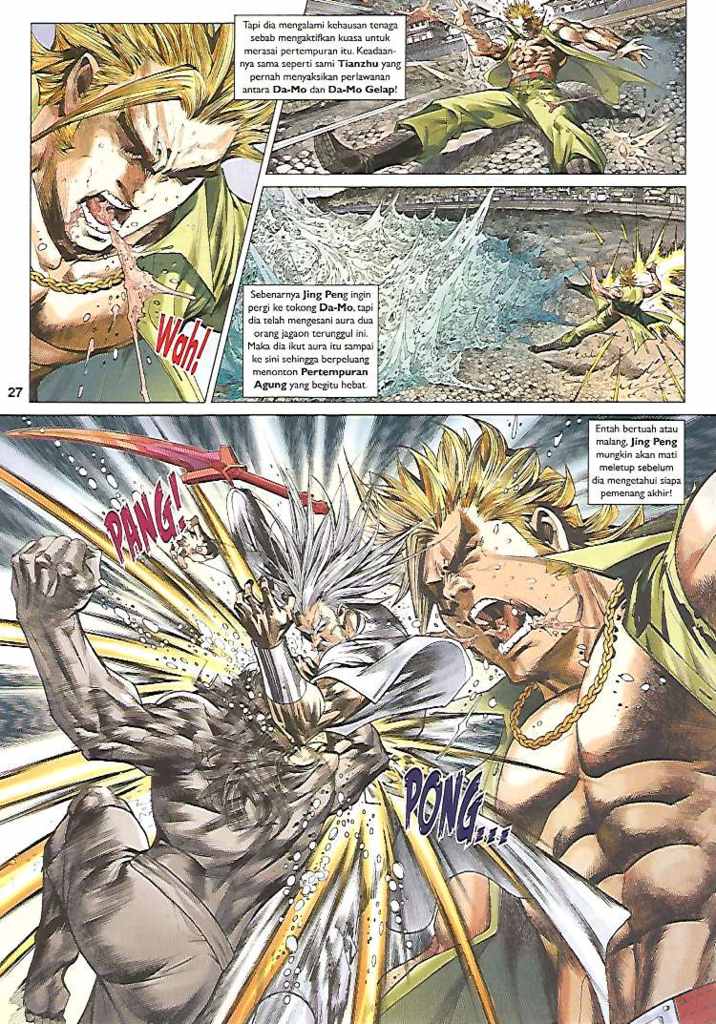 Tapi dia mengalami kehausan tenaga
sebab mengaktifkan kuasa untuk
merasai pertempuran itu. Keadaan-
nya sama seperti sami Tianzhu yang
pernah menyaksikan perlawanan
antara Da-Mo dan Da-Mo Gelap!
Wah!
Sebenarnya Jing Peng ingin
pergi ke tokong Da-Mo, tapi
dia telah mengesani aura dua
orang jagaon terunggul ini.
Maka dia ikut aura itu sampai
ke sini sehingga berpeluang
menonton Pertempuran
Agung yang begitu hebat.
27
Entah bertuah atau
malang, Jing Peng
mungkin akan mati
meletup sebelum
dia mengetahui siapa
pemenang akhir!
PANG!
PONG...